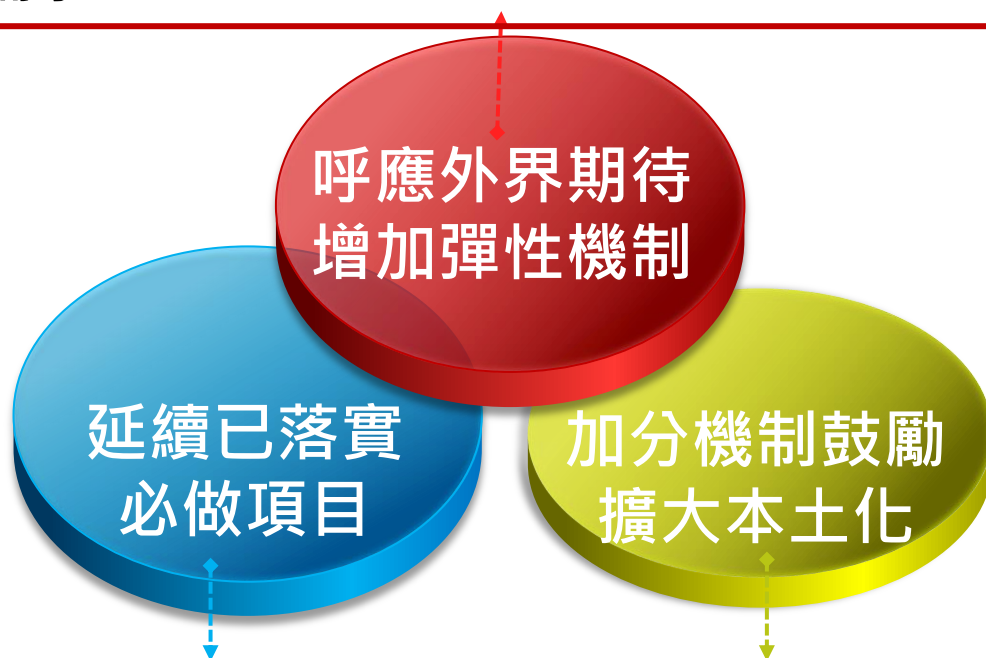 呼應外界期待
增加彈性機制
延續已落實
必做項目
加分機制鼓勵
擴大本土化